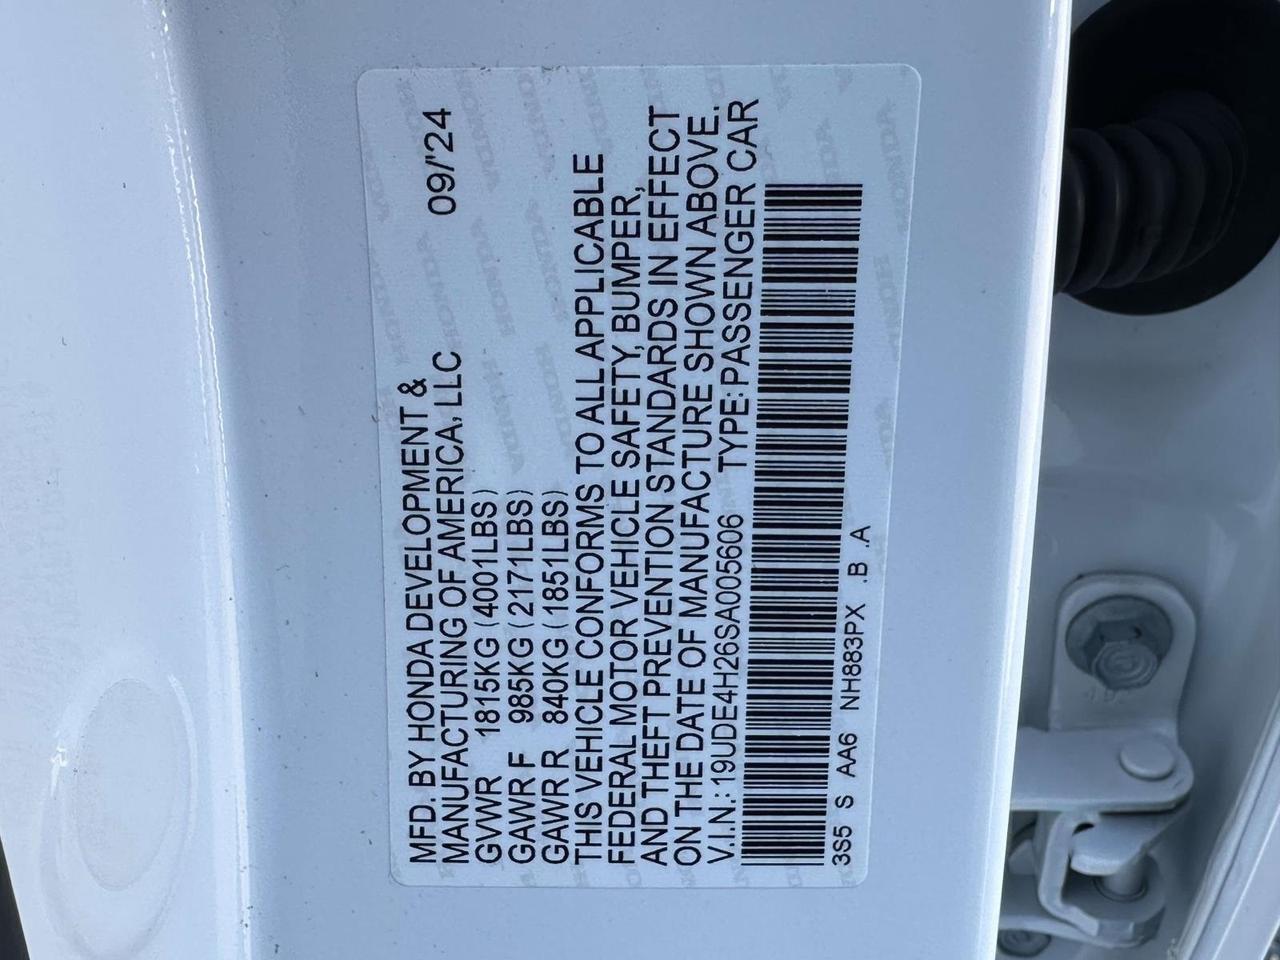 MFD. BY HONDA DEVELOPMENT &
MANUFACTURING OF AMERICA, LLC 09/'24
GVWR 1815KG (4001LBS)
GAWR F 985KG (2171LBS)
GAWR R 840KG (1851LBS)
THIS VEHICLE CONFORMS TO ALL APPLICABLE
FEDERAL MOTOR VEHICLE SAFETY, BUMPER,
AND THEFT PREVENTION STANDARDS IN EFFECT
ON THE DATE OF MANUFACTURE SHOWN ABOVE.
V.I.N.: 19UDE4H26SA005606 TYPE: PASSENGER CAR
3S5 S AA6 NH883PX .B .A